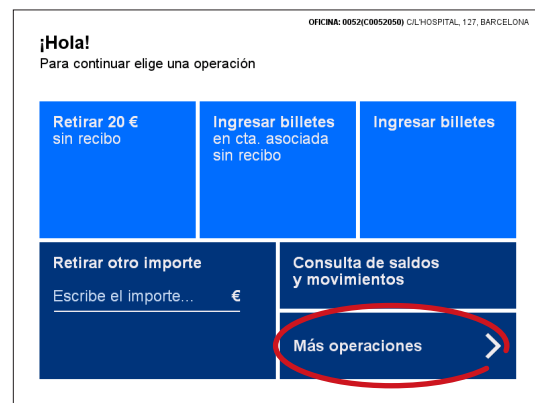 OFICINA: 0052(C0052050) C/L'HOSPITAL, 127, BARCELONA
¡Hola!
Para continuar elige una operación
Retirar 20 €
sin recibo
Ingresar billetes
en cta. asociada
sin recibo
Ingresar billetes
Retirar otro importe
Escribe el importe... €
Consulta de saldos
y movimientos
Más operaciones